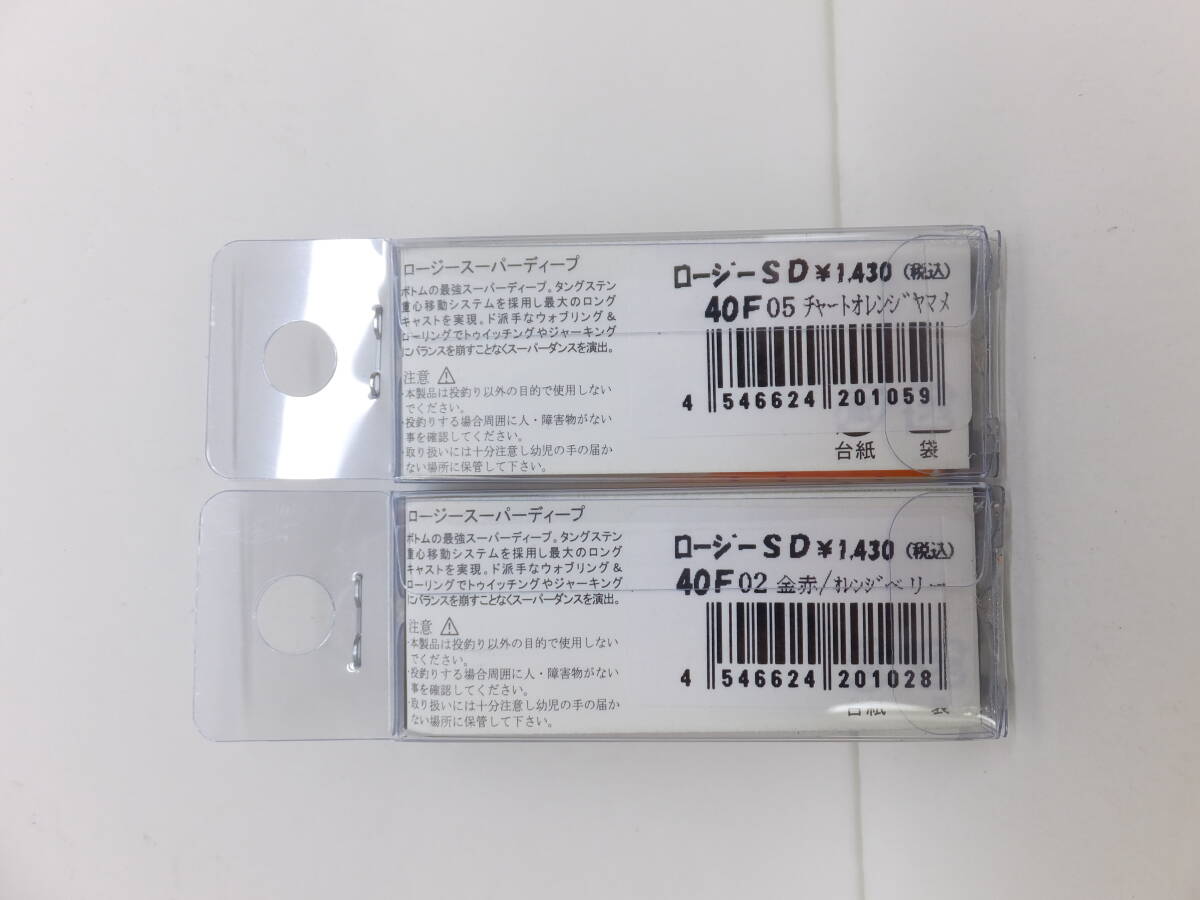 ロージースーパーディープ
ボトムの最強スーパーディープ。タングステン
重心移動システムを採用し最大のロング
キャストを実現。ド派手なウォブリング&
ローリングでトゥイッチングやジャーキング
にバランスを崩すことなくスーパーダンスを演出。
注意 ⚠
・本製品は投釣り以外の目的で使用しない
でください。
・投釣りする場合周囲に人・障害物がない
事を確認してください。
・取り扱いには十分注意し幼児の手の届か
ない場所に保管して下さい。
ロージーSD ¥1,430 (税込)
40F 05 チャートオレンジヤマメ
4 546624 201059
台紙 袋
ロージースーパーディープ
ボトムの最強スーパーディープ。タングステン
重心移動システムを採用し最大のロング
キャストを実現。ド派手なウォブリング&
ローリングでトゥイッチングやジャーキング
にバランスを崩すことなくスーパーダンスを演出。
注意 ⚠
・本製品は投釣り以外の目的で使用しない
でください。
・投釣りする場合周囲に人・障害物がない
事を確認してください。
・取り扱いには十分注意し幼児の手の届か
ない場所に保管して下さい。
ロージーSD ¥1,430 (税込)
40F 02 金赤/オレンジベリー
4 546624 201028
台紙 袋